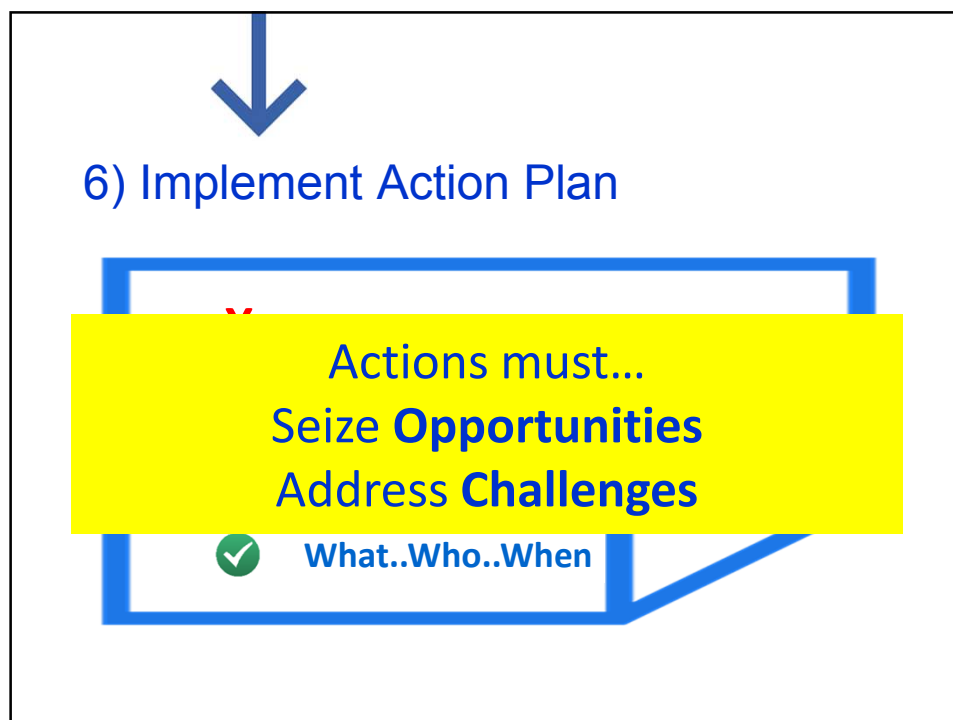 6) Implement Action Plan
Actions must…
Seize Opportunities
Address Challenges
What..Who..When